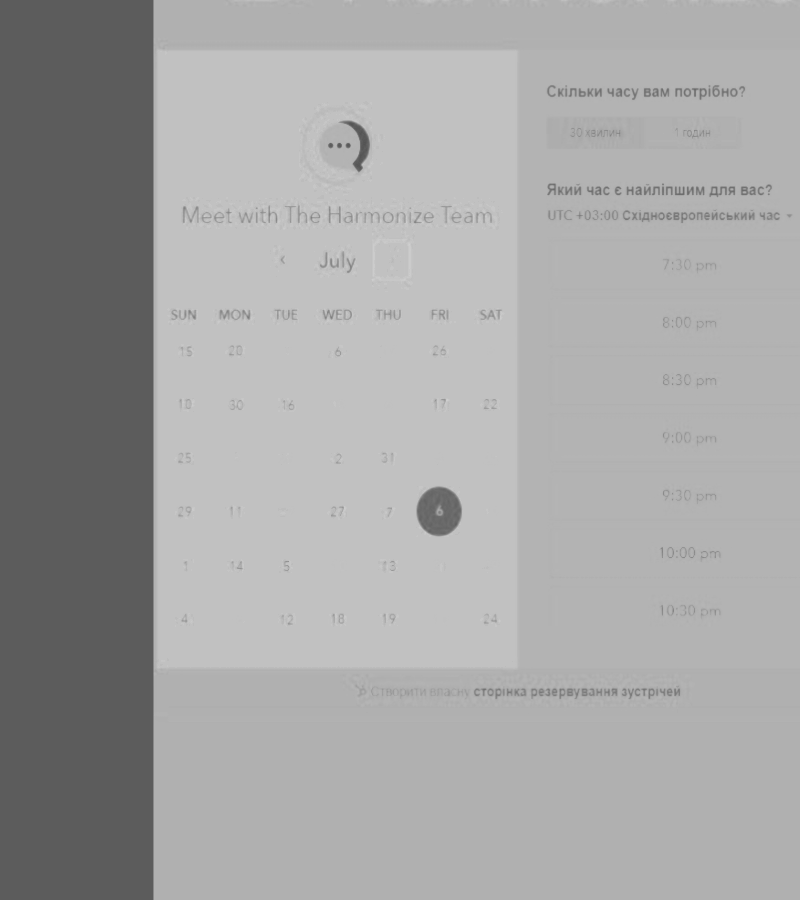 Meet with The Harmonize Team
July
SUN MON TUE WED THU FRI SAT
15 28 6 26
18 30 16 17 22
25 2 31
29 11 27 7 6
1 14 5 13
4 12 18 19 24
Скільки часу вам потрібно?
30 хвилин 1 годин
Який час є найліпшим для вас?
UTC +03:00 Східноєвропейський час
7:30 pm
8:00 pm
8:30 pm
9:00 pm
9:30 pm
10:00 pm
10:30 pm
Створити власну сторінка резервування зустрічей